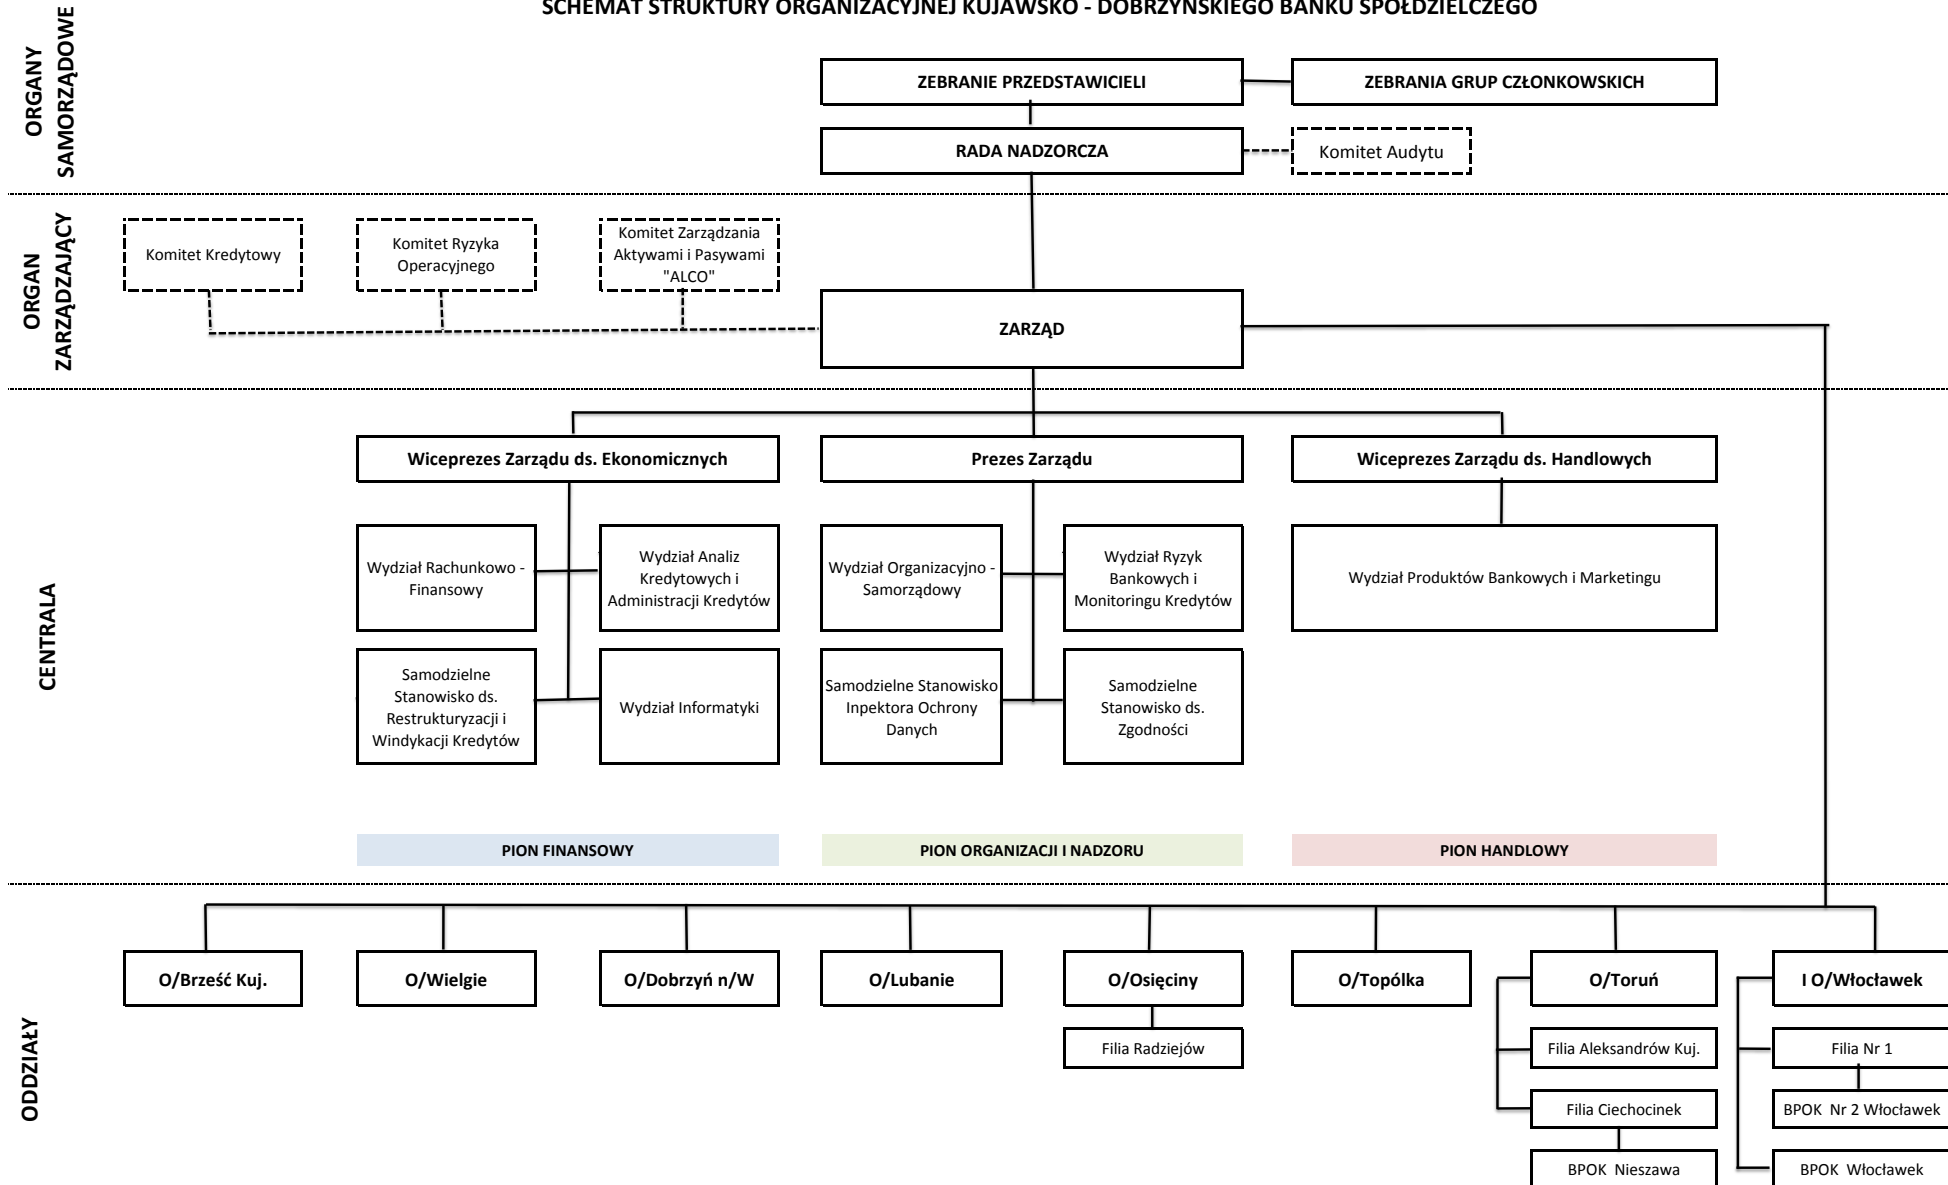 SCHEMAT STRUKTURY ORGANIZACYJNEJ KUJAWSKO - DOBRZYŃSKIEGO BANKU SPÓŁDZIELCZEGO
ORGANY
SAMORZĄDOWE
ZEBRANIE PRZEDSTAWICIELI
ZEBRANIA GRUP CZŁONKOWSKICH
RADA NADZORCZA
Komitet Audytu
ORGAN
ZARZĄDZAJĄCY
Komitet Kredytowy
Komitet Ryzyka
Operacyjnego
Komitet Zarządzania
Aktywami i Pasywami
"ALCO"
ZARZĄD
CENTRALA
Wiceprezes Zarządu ds. Ekonomicznych
Prezes Zarządu
Wiceprezes Zarządu ds. Handlowych
Wydział Rachunkowo -
Finansowy
Wydział Analiz
Kredytowych i
Administracji Kredytów
Wydział Organizacyjno -
Samorządowy
Wydział Ryzyk
Bankowych i
Monitoringu Kredytów
Wydział Produktów Bankowych i Marketingu
Samodzielne
Stanowisko ds.
Restrukturyzacji i
Windykacji Kredytów
Wydział Informatyki
Samodzielne Stanowisko
Inpektora Ochrony
Danych
Samodzielne
Stanowisko ds.
Zgodności
PION FINANSOWY
PION ORGANIZACJI I NADZORU
PION HANDLOWY
ODDZIAŁY
O/Brześć Kuj.
O/Wielgie
O/Dobrzyń n/W
O/Lubanie
O/Osięciny
O/Topólka
O/Toruń
I O/Włocławek
Filia Radziejów
Filia Aleksandrów Kuj.
Filia Nr 1
Filia Ciechocinek
BPOK  Nr 2 Włocławek
BPOK  Nieszawa
BPOK  Włocławek